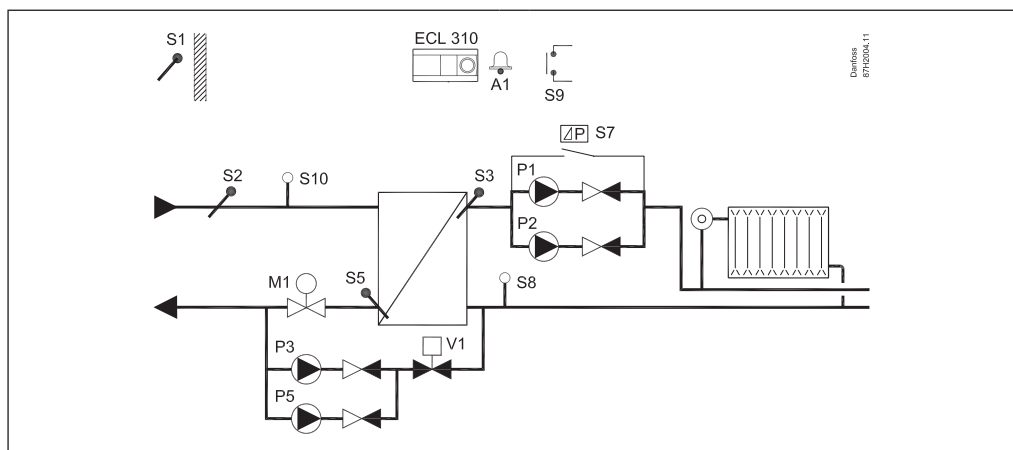 S1
ECL 310
A1
S9
Danfoss
87H2004.11
⊿P S7
S2
S10
S3
P1
P2
M1
S5
S8
P3
V1
P5